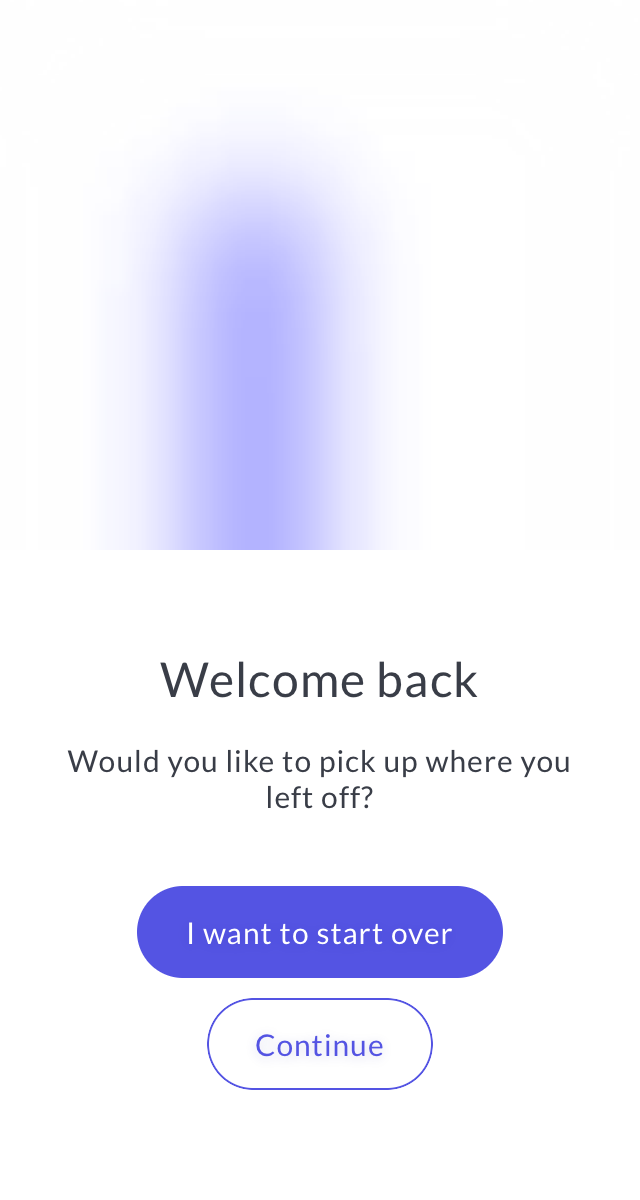 Welcome back
Would you like to pick up where you
left off?
I want to start over
Continue